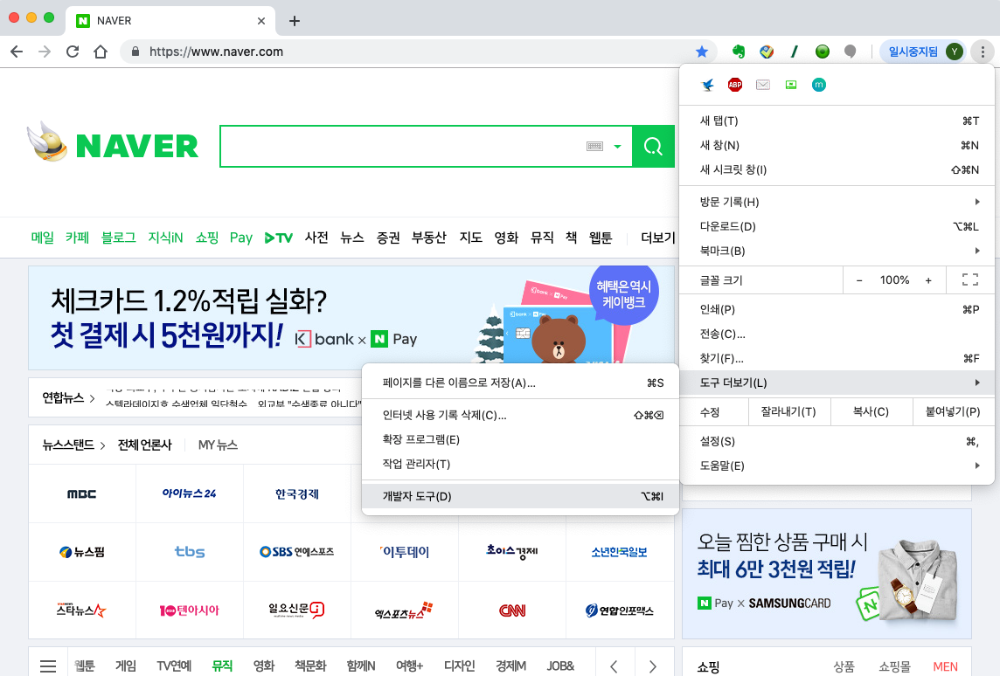 NAVER
https://www.naver.com
일시중지됨 Y
ABP
m
새 탭(T) ⌘T
새 창(N) ⌘N
새 시크릿 창(I) ⇧⌘N
방문 기록(H)
다운로드(D) ⌥⌘L
북마크(B)
글꼴 크기 − 100% +
인쇄(P) ⌘P
전송(C)...
찾기(F)... ⌘F
도구 더보기(L)
수정 잘라내기(T) 복사(C) 붙여넣기(P)
설정(S) ⌘,
도움말(E)
페이지를 다른 이름으로 저장(A)... ⌘S
인터넷 사용 기록 삭제(C)... ⇧⌘⌫
확장 프로그램(E)
작업 관리자(T)
개발자 도구(D) ⌥⌘I
NAVER
메일 카페 블로그 지식iN 쇼핑 Pay TV 사전 뉴스 증권 부동산 지도 영화 뮤직 책 웹툰 더보기
체크카드 1.2%적립 실화?
첫 결제 시 5천원까지!
K bank × N Pay
혜택은 역시
케이뱅크
bank × N Pay
연합뉴스 >
스텔라데이지호 수색업체 일단철수…외교부 "수색종료 아니다"
뉴스스탠드 > 전체 언론사 MY 뉴스
MBC 아이뉴스24 한국경제
뉴스핌 tbs SBS 연예스포츠 이투데이 초이스경제 소년한국일보
스타뉴스 10 텐아시아 일요신문 엑스포츠뉴스 CNN 연합인포맥스
오늘 찜한 상품 구매 시
최대 6만 3천원 적립!
N Pay × SAMSUNG CARD
웹툰 게임 TV연예 뮤직 영화 책문화 함께N 여행+ 디자인 경제M JOB&
쇼핑 상품 쇼핑몰 MEN